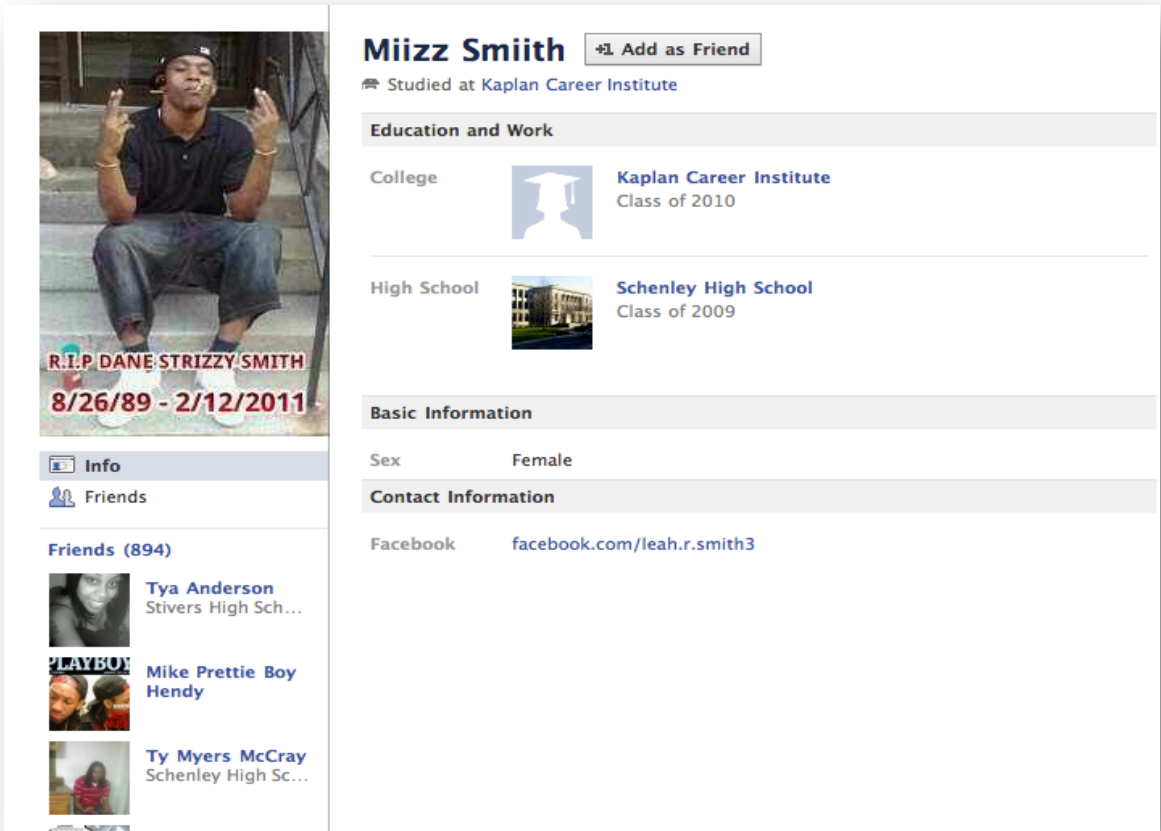 Miizz Smiith
+1 Add as Friend
Studied at Kaplan Career Institute
Education and Work
College
Kaplan Career Institute
Class of 2010
High School
Schenley High School
Class of 2009
Basic Information
Sex Female
Contact Information
Facebook facebook.com/leah.r.smith3
R.I.P DANE STRIZZY SMITH
8/26/89 - 2/12/2011
Info
Friends
Friends (894)
Tya Anderson
Stivers High Sch...
PLAYBOY
Mike Prettie Boy
Hendy
Ty Myers McCray
Schenley High Sc...